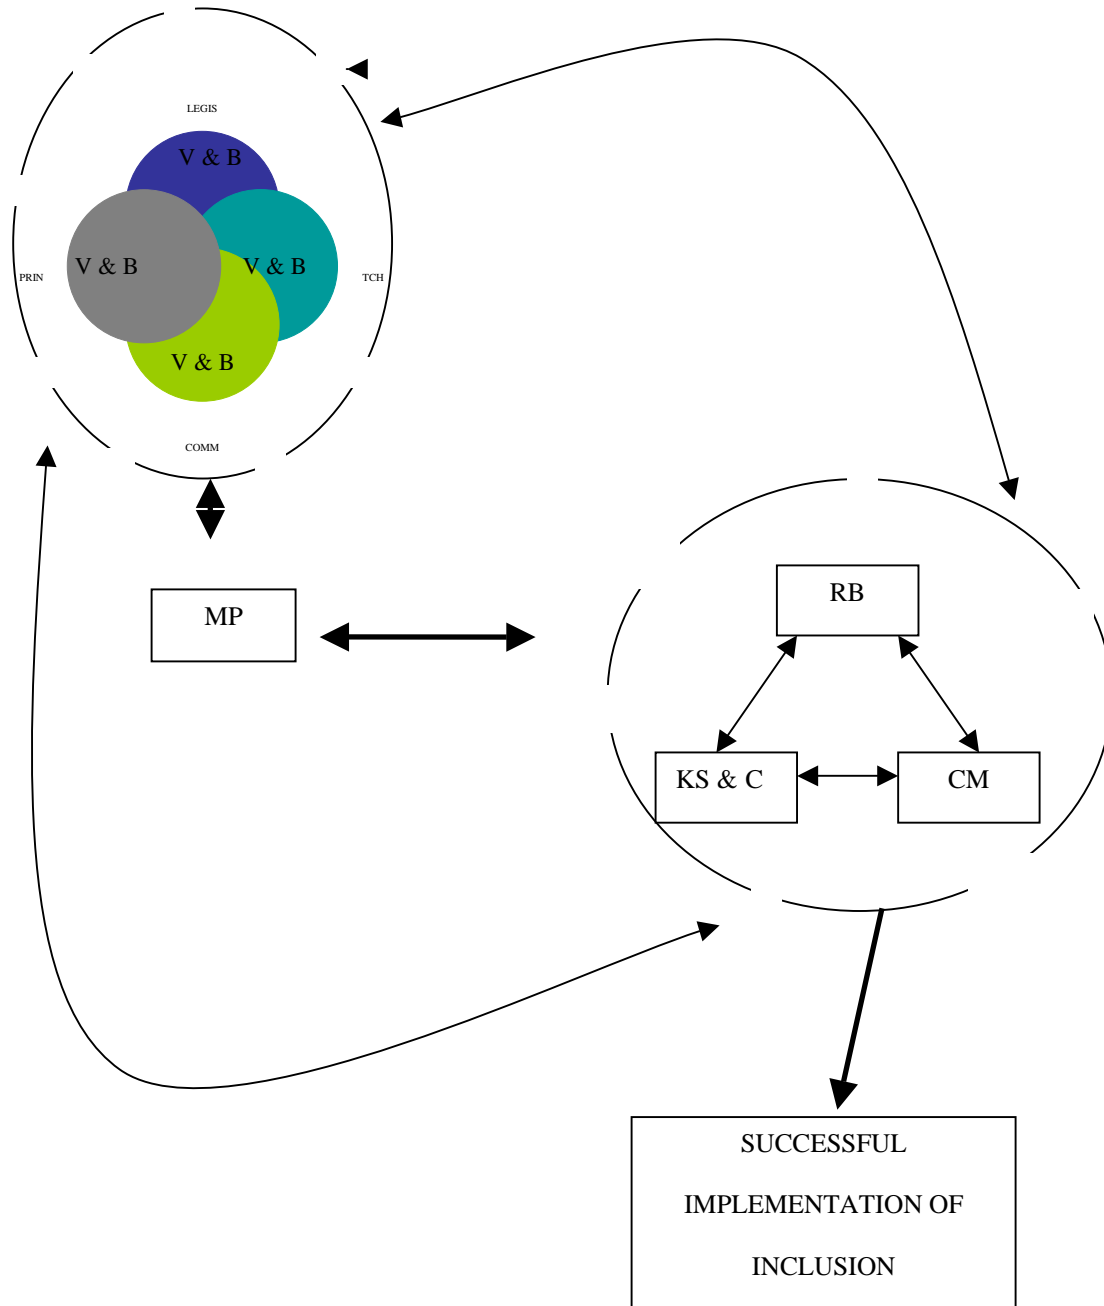 LEGIS
V & B
V & B
V & B
PRIN
TCH
V & B
COMM
RB
MP
KS & C
CM
SUCCESSFUL
IMPLEMENTATION OF
INCLUSION